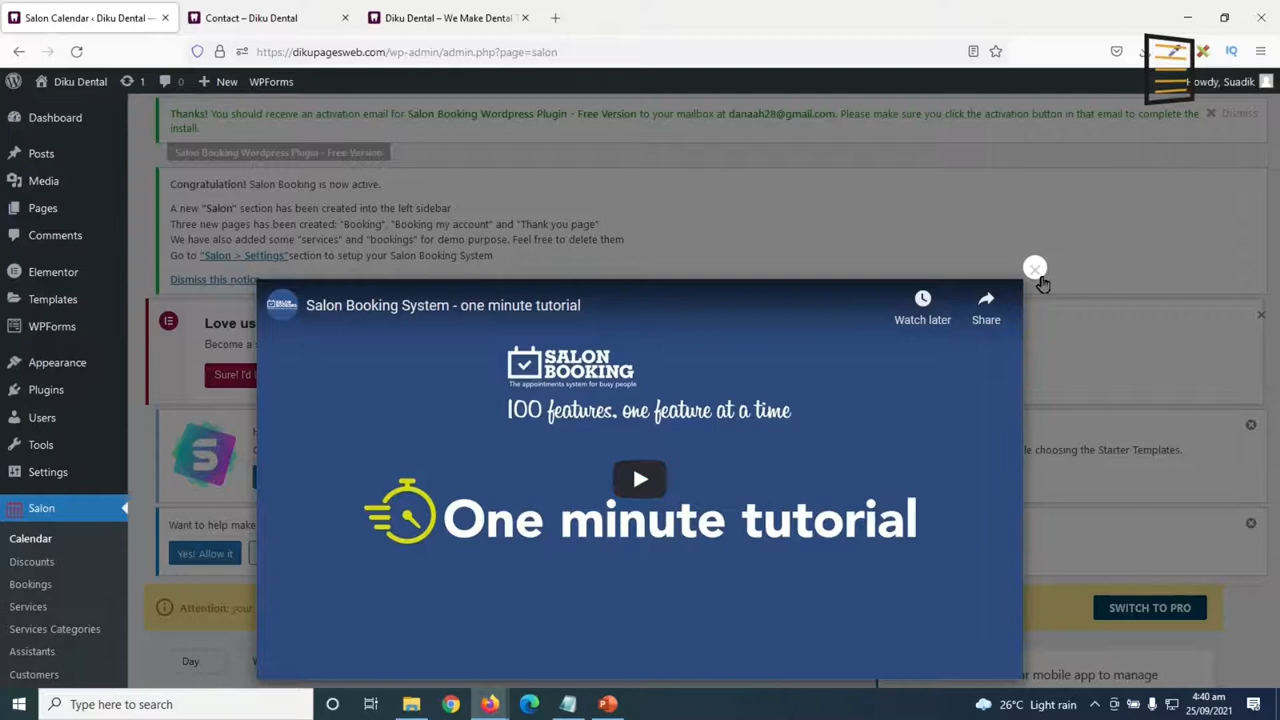 Salon Calendar ‹ Diku Dental —
Contact – Diku Dental
Diku Dental – We Make Dental T
https://dikupagesweb.com/wp-admin/admin.php?page=salon
IQ
Diku Dental
1
0
New
WPForms
Howdy, Suadik
Dashboard
Posts
Media
Pages
Comments
Elementor
Templates
WPForms
Appearance
Plugins
Users
Tools
Settings
Salon
Calendar
Discounts
Bookings
Services
Services Categories
Assistants
Customers
Thanks! You should receive an activation email for Salon Booking Wordpress Plugin - Free Version to your mailbox at danaah28@gmail.com. Please make sure you click the activation button in that email to complete the
install.
Dismiss
Salon Booking Wordpress Plugin - Free Version
Congratulation! Salon Booking is now active.
A new "Salon" section has been created into the left sidebar
Three new pages has been created: "Booking", "Booking my account" and "Thank you page"
We have also added some "services" and "bookings" for demo purpose. Feel free to delete them
Go to "Salon > Settings"section to setup your Salon Booking System
Dismiss this notice
Love us
Become a s
Sure! I'd l
le choosing the Starter Templates.
Want to help make
Yes! Allow it
Attention: your
SWITCH TO PRO
Day
r mobile app to manage
Salon Booking System - one minute tutorial
Watch later
Share
SALON
BOOKING
The appointments system for busy people
100 features, one feature at a time
One minute tutorial
Type here to search
26°C Light rain
4:40 am
25/09/2021